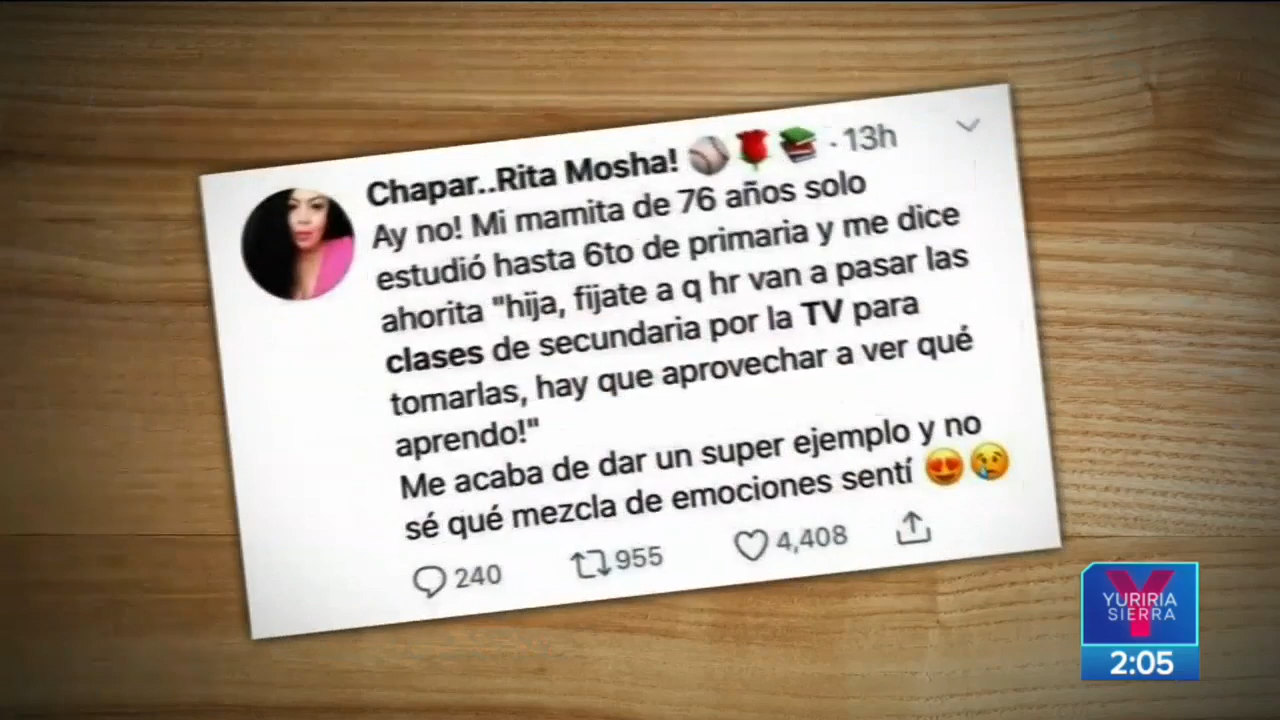 Chapar..Rita Mosha! ⚾🌹📚 · 13h
Ay no! Mi mamita de 76 años solo
estudió hasta 6to de primaria y me dice
ahorita "hija, fijate a q hr van a pasar las
clases de secundaria por la TV para
tomarlas, hay que aprovechar a ver qué
aprendo!"
Me acaba de dar un super ejemplo y no
sé qué mezcla de emociones sentí 😍😢
240 955 4,408
YURIRIA
SIERRA
2:05